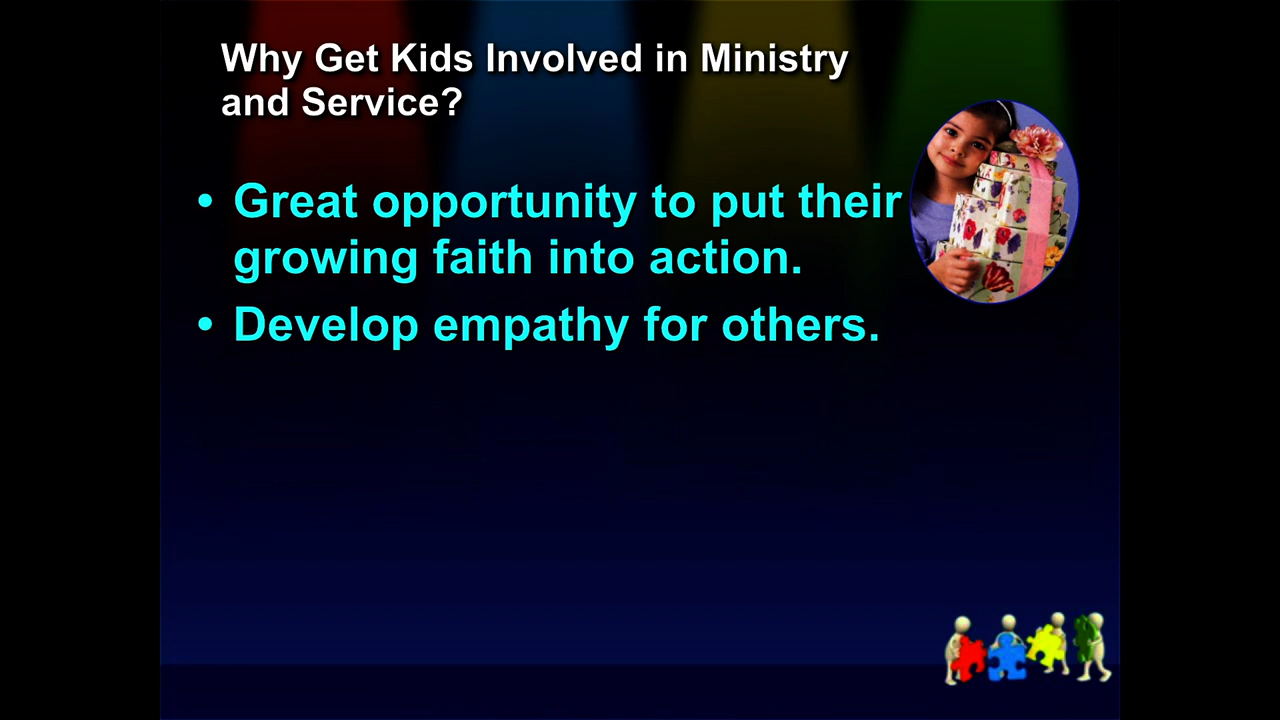 Why Get Kids Involved in Ministry
and Service?
• Great opportunity to put their
growing faith into action.
• Develop empathy for others.